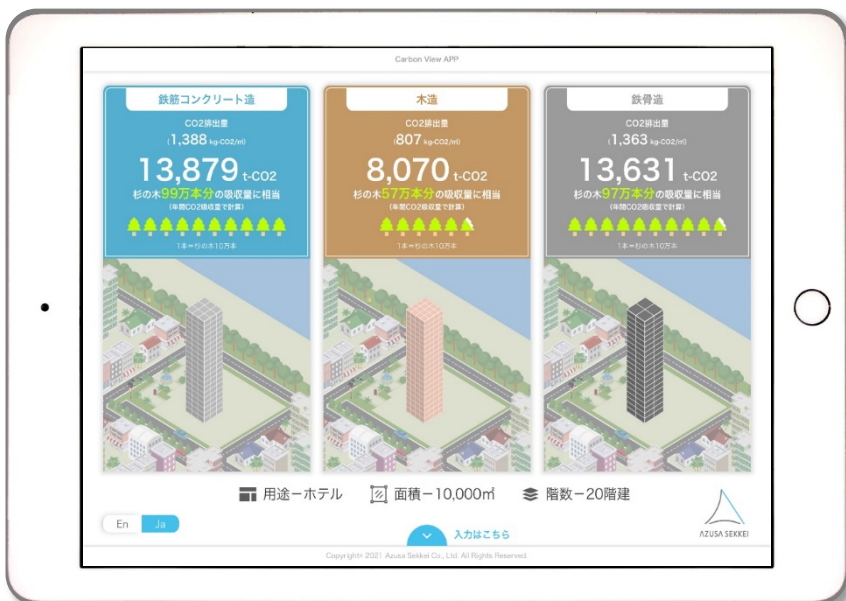 Carbon View APP
鉄筋コンクリート造
CO2排出量
(1,388 kg-CO2/㎡)
13,879 t-CO2
杉の木99万本分の吸収量に相当
(年間CO2吸収量で計算)
1本=杉の木10万本
木造
CO2排出量
(807 kg-CO2/㎡)
8,070 t-CO2
杉の木57万本分の吸収量に相当
(年間CO2吸収量で計算)
1本=杉の木10万本
鉄骨造
CO2排出量
(1,363 kg-CO2/㎡)
13,631 t-CO2
杉の木97万本分の吸収量に相当
(年間CO2吸収量で計算)
1本=杉の木10万本
用途ーホテル
面積ー10,000㎡
階数ー20階建
En
Ja
入力はこちら
AZUSA SEKKEI
Copyright© 2021 Azusa Sekkei Co., Ltd. All Rights Reserved.